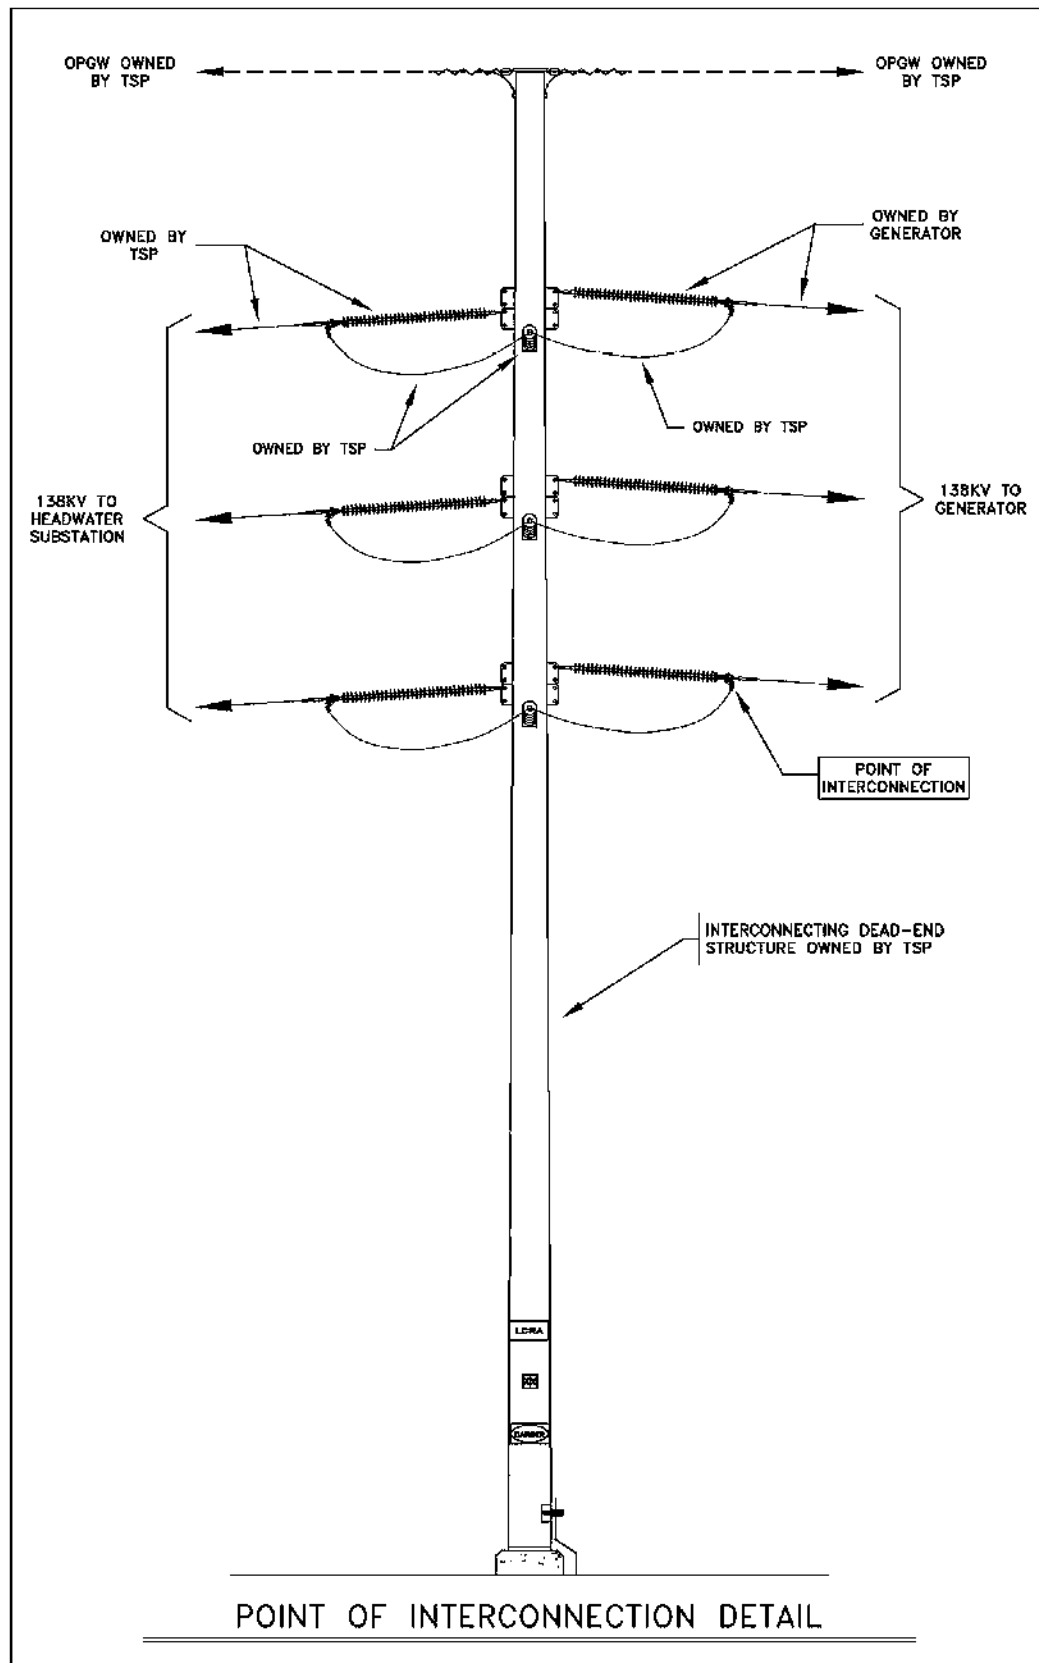 OPGW OWNED
BY TSP
OPGW OWNED
BY TSP
OWNED BY
TSP
OWNED BY
GENERATOR
OWNED BY TSP
OWNED BY TSP
138KV TO
HEADWATER
SUBSTATION
138KV TO
GENERATOR
POINT OF
INTERCONNECTION
INTERCONNECTING DEAD-END
STRUCTURE OWNED BY TSP
LCRA
DANGER
POINT OF INTERCONNECTION DETAIL